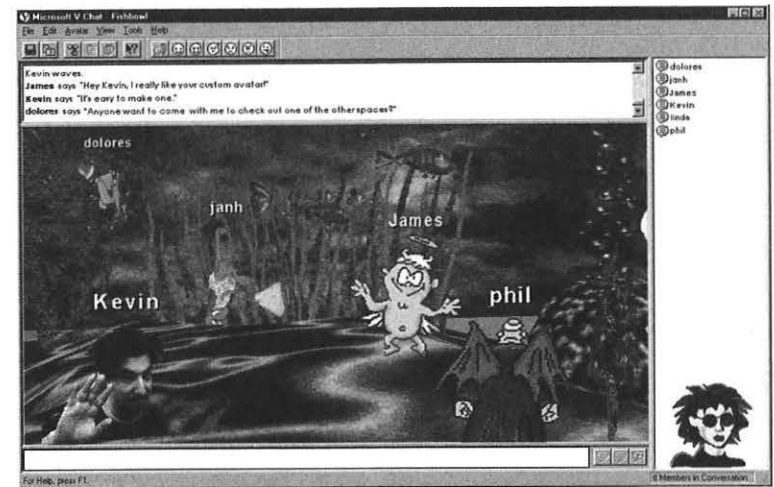 Microsoft V-Chat - Fishbowl
File Edit Avatar View Tools Help
Kevin waves.
James says "Hey Kevin, I really like your custom avatar!"
Kevin says "It's easy to make one."
dolores says "Anyone want to come with me to check out one of the other spaces?"
dolores
janh
James
Kevin
linda
phil
dolores
janh
James
Kevin
phil
For Help, press F1.
6 Members in Conversation